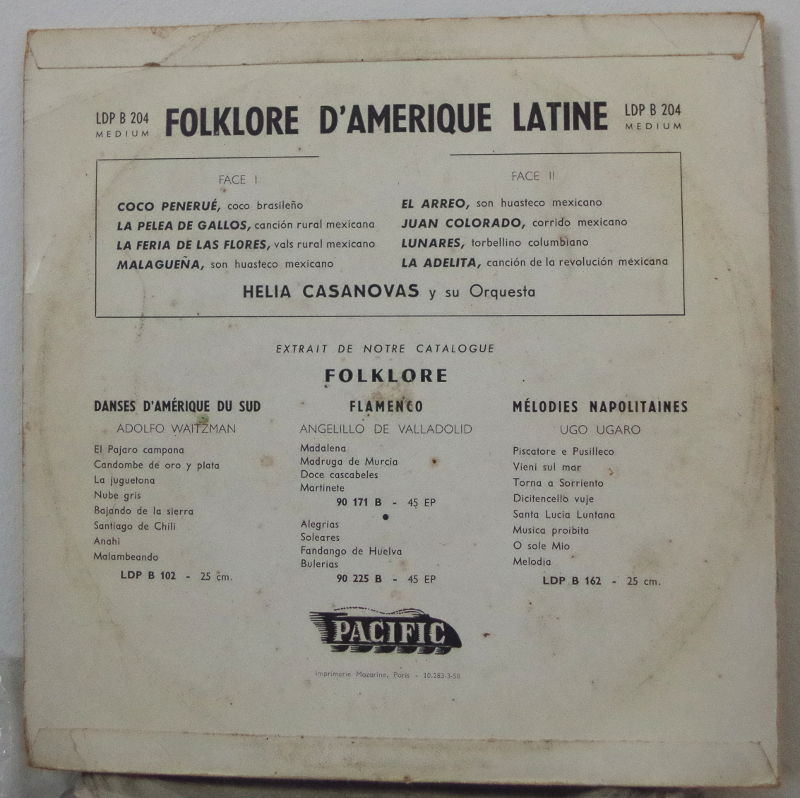 LDP B 204
MEDIUM
FOLKLORE D'AMERIQUE LATINE
LDP B 204
MEDIUM
FACE I
COCO PENERUÉ, coco brasileño
LA PELEA DE GALLOS, canción rural mexicana
LA FERIA DE LAS FLORES, vals rural mexicano
MALAGUEÑA, son huasteco mexicano
FACE II
EL ARREO, son huasteco mexicano
JUAN COLORADO, corrido mexicano
LUNARES, torbellino columbiano
LA ADELITA, canción de la revolución mexicana
HELIA CASANOVAS y su Orquesta
EXTRAIT DE NOTRE CATALOGUE
FOLKLORE
DANSES D'AMÉRIQUE DU SUD
ADOLFO WAITZMAN
El Pajaro campana
Candombe de oro y plata
La juguetona
Nube gris
Bajando de la sierra
Santiago de Chili
Anahi
Malambeando
LDP B 102 - 25 cm.
FLAMENCO
ANGELILLO DE VALLADOLID
Madalena
Madruga de Murcia
Doce cascabeles
Martinete
90 171 B - 45 EP
Alegrias
Soleares
Fandango de Huelva
Bulerias
90 225 B - 45 EP
MÉLODIES NAPOLITAINES
UGO UGARO
Piscatore e Pusilleco
Vieni sul mar
Torna a Sorriento
Dicitencello vuje
Santa Lucia Luntana
Musica proibita
O sole Mio
Melodia
LDP B 162 - 25 cm.
PACIFIC
Imprimerie Mazarine, Paris - 10.283-3-58